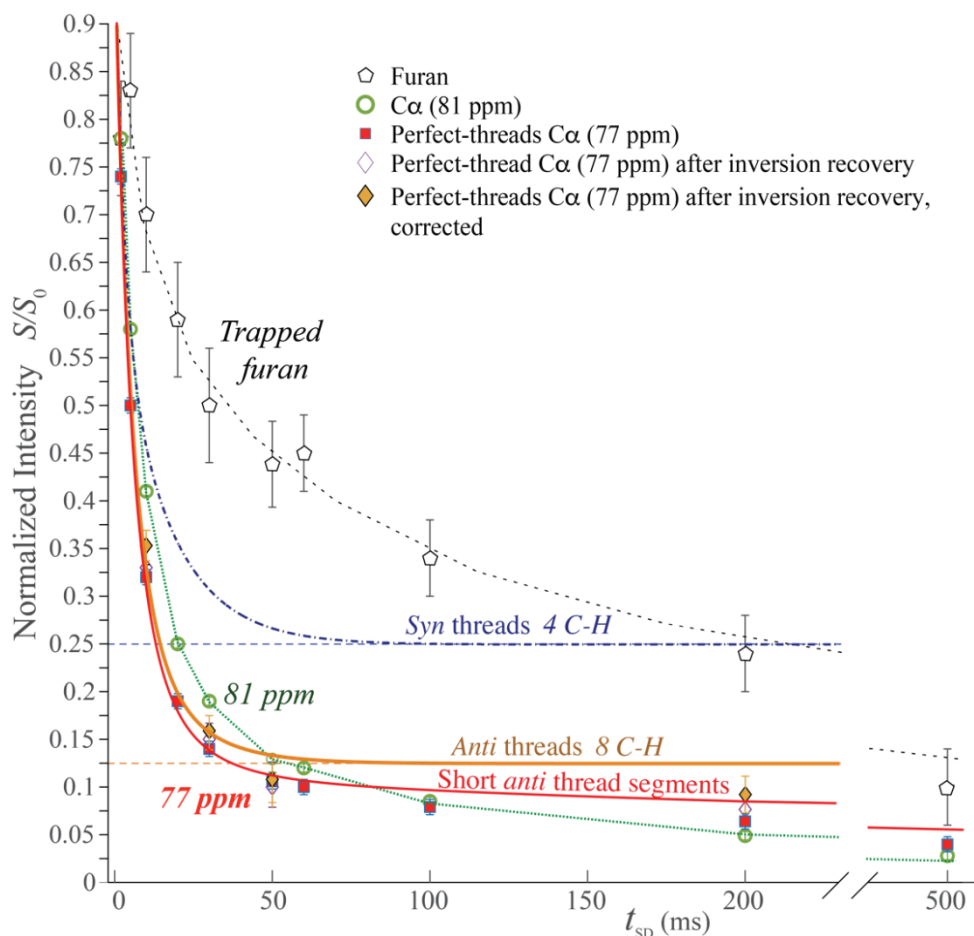 Normalized Intensity S/S₀
0.9
0.85
0.8
0.75
0.7
0.65
0.6
0.55
0.5
0.45
0.4
0.35
0.3
0.25
0.2
0.15
0.1
0.05
0
Furan
Cα (81 ppm)
Perfect-threads Cα (77 ppm)
Perfect-thread Cα (77 ppm) after inversion recovery
Perfect-threads Cα (77 ppm) after inversion recovery,
corrected
Trapped
furan
Syn threads 4 C-H
81 ppm
Anti threads 8 C-H
Short anti thread segments
77 ppm
0
50
100
150
200
500
t_SD (ms)